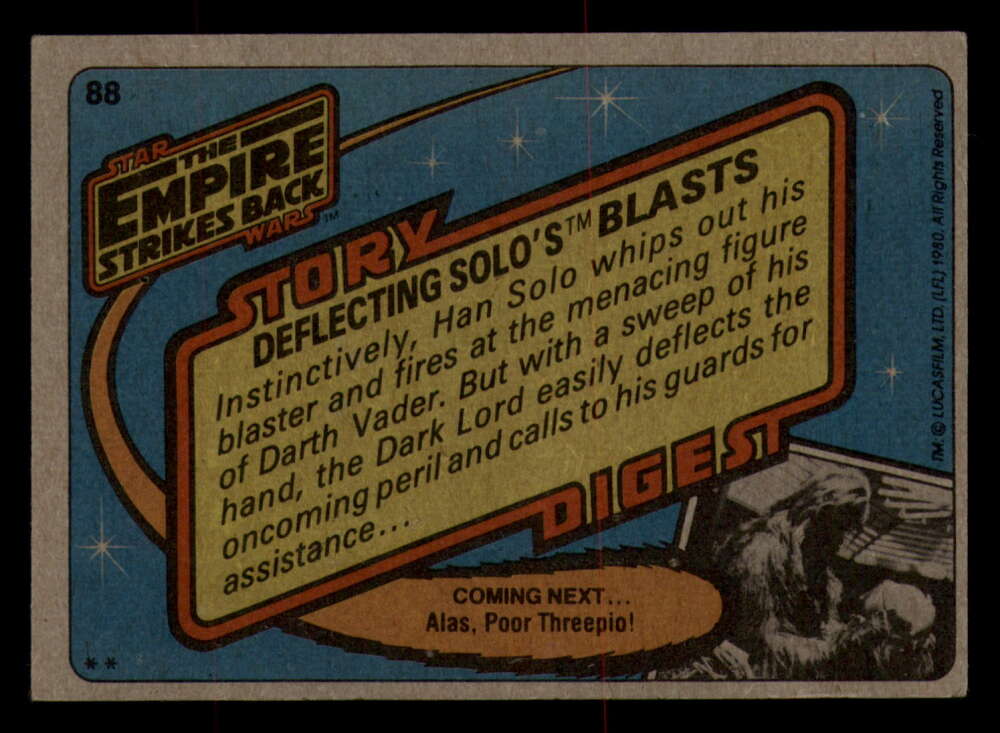 88
STAR
THE
EMPIRE
STRIKES BACK
WARS™
STORY
DEFLECTING SOLO'S™ BLASTS
Instinctively, Han Solo whips out his
blaster and fires at the menacing figure
of Darth Vader. But with a sweep of his
hand, the Dark Lord easily deflects the
oncoming peril and calls to his guards for
assistance...
DIGEST
COMING NEXT...
Alas, Poor Threepio!
**
TM. © LUCASFILM, LTD. (LFL) 1980. All Rights Reserved